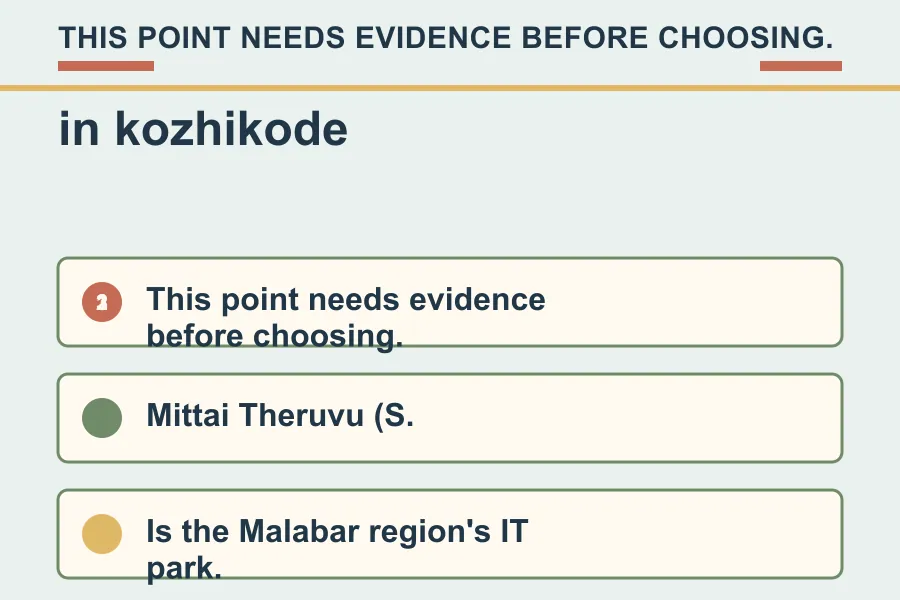 THIS POINT NEEDS EVIDENCE BEFORE CHOOSING.
in kozhikode
This point needs evidence
before choosing.
Mittai Theruvu (S.
Is the Malabar region's IT
park.